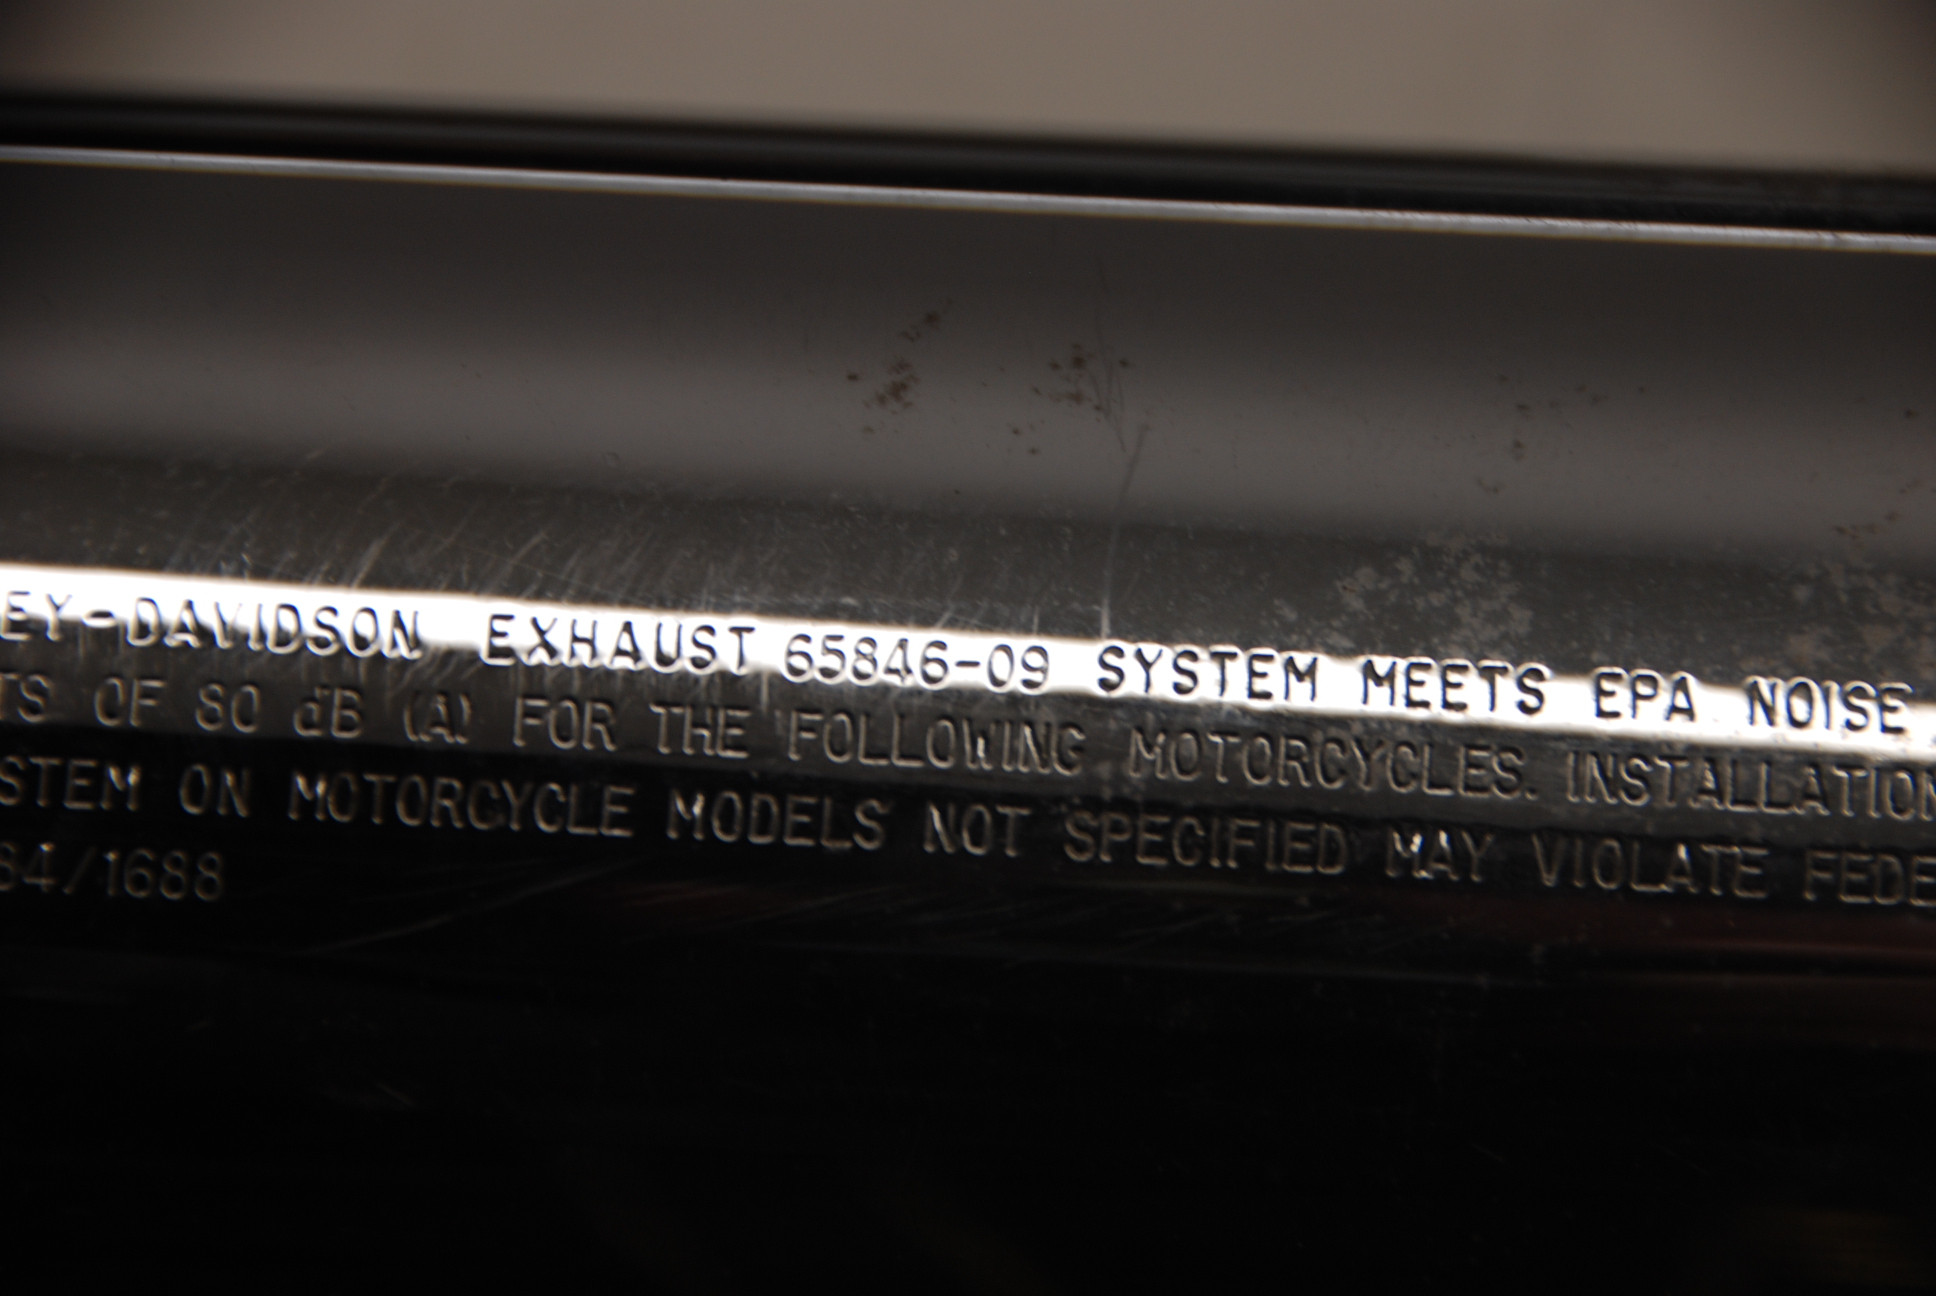 EY-DAVIDSON EXHAUST 65846-09 SYSTEM MEETS EPA NOISE
TS OF 80 dB (A) FOR THE FOLLOWING MOTORCYCLES. INSTALLATION
STEM ON MOTORCYCLE MODELS NOT SPECIFIED MAY VIOLATE FEDE
84/1688